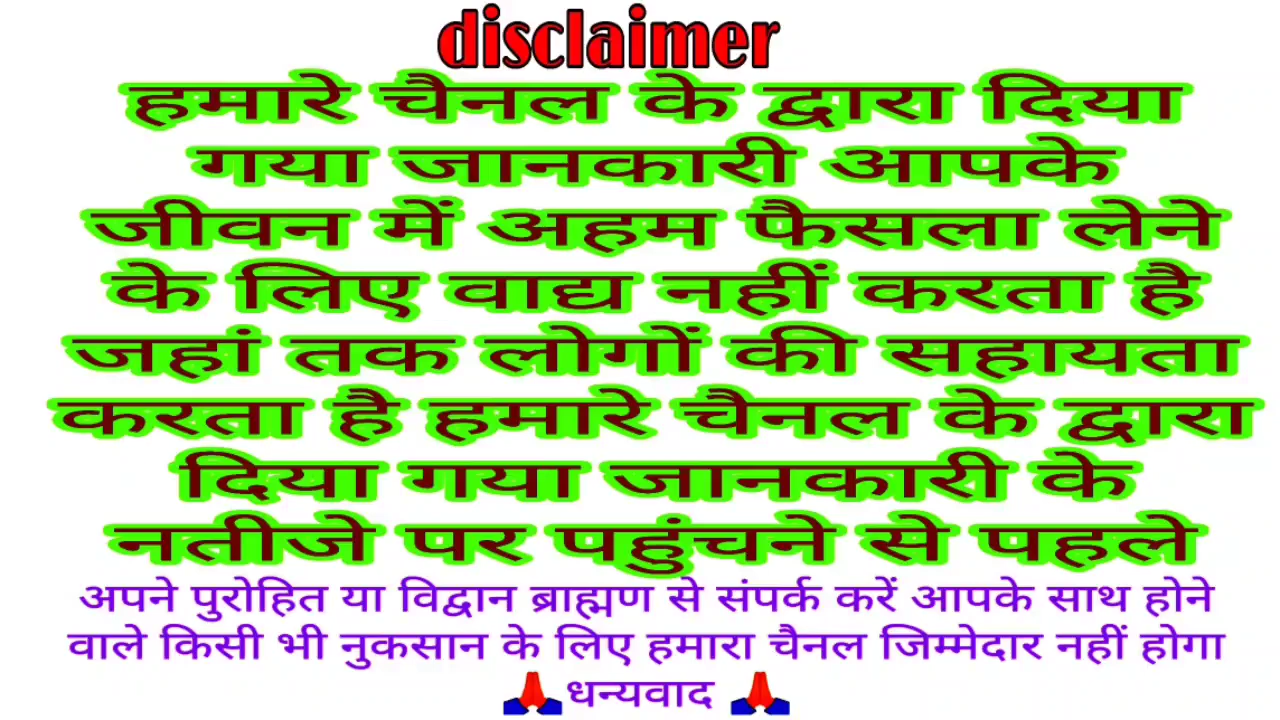 disclaimer
हमारे चैनल के द्वारा दिया
गया जानकारी आपके
जीवन में अहम फैसला लेने
के लिए वाद्य नहीं करता है
जहां तक लोगों की सहायता
करता है हमारे चैनल के द्वारा
दिया गया जानकारी के
नतीजे पर पहुंचने से पहले
अपने पुरोहित या विद्वान ब्राह्मण से संपर्क करें आपके साथ होने
वाले किसी भी नुकसान के लिए हमारा चैनल जिम्मेदार नहीं होगा
🙏धन्यवाद 🙏